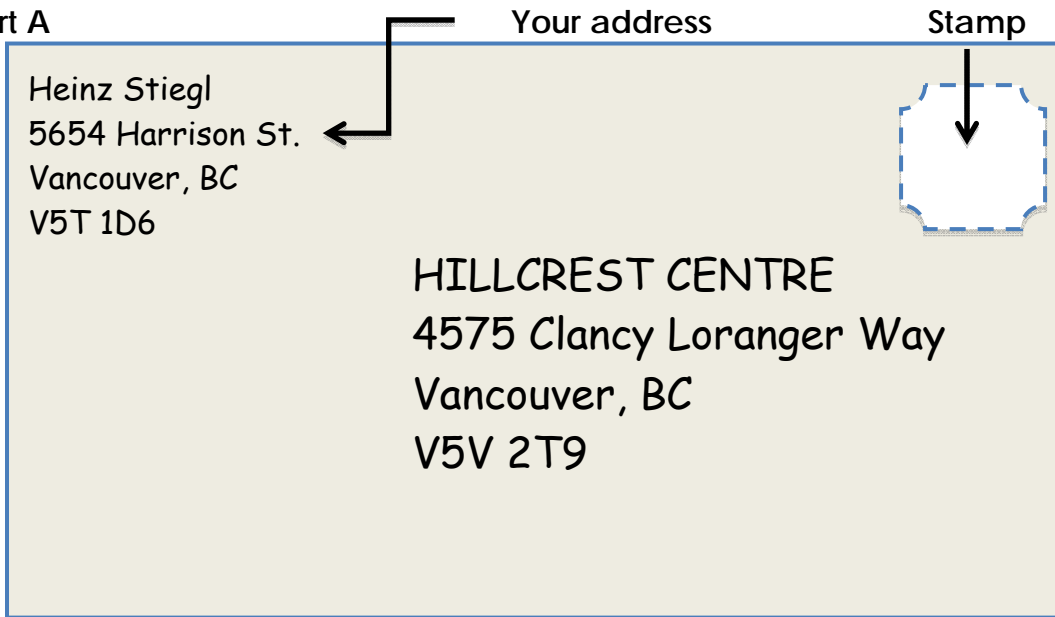 rt A Your address Stamp
Heinz Stiegl
5654 Harrison St.
Vancouver, BC
V5T 1D6
HILLCREST CENTRE
4575 Clancy Loranger Way
Vancouver, BC
V5V 2T9